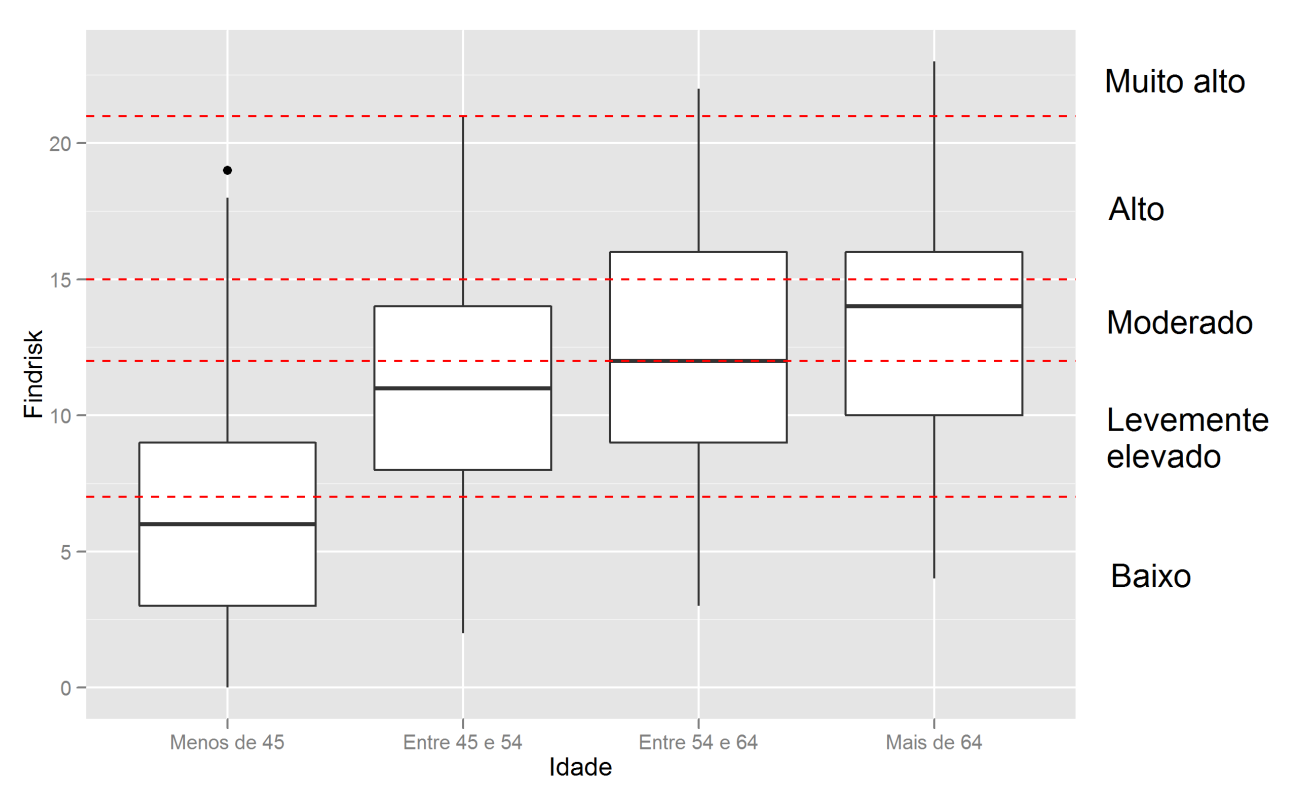 Muito alto
20
Alto
15
Moderado
Findrisk
10
Levemente
elevado
5
Baixo
0
Menos de 45
Entre 45 e 54
Entre 54 e 64
Mais de 64
Idade